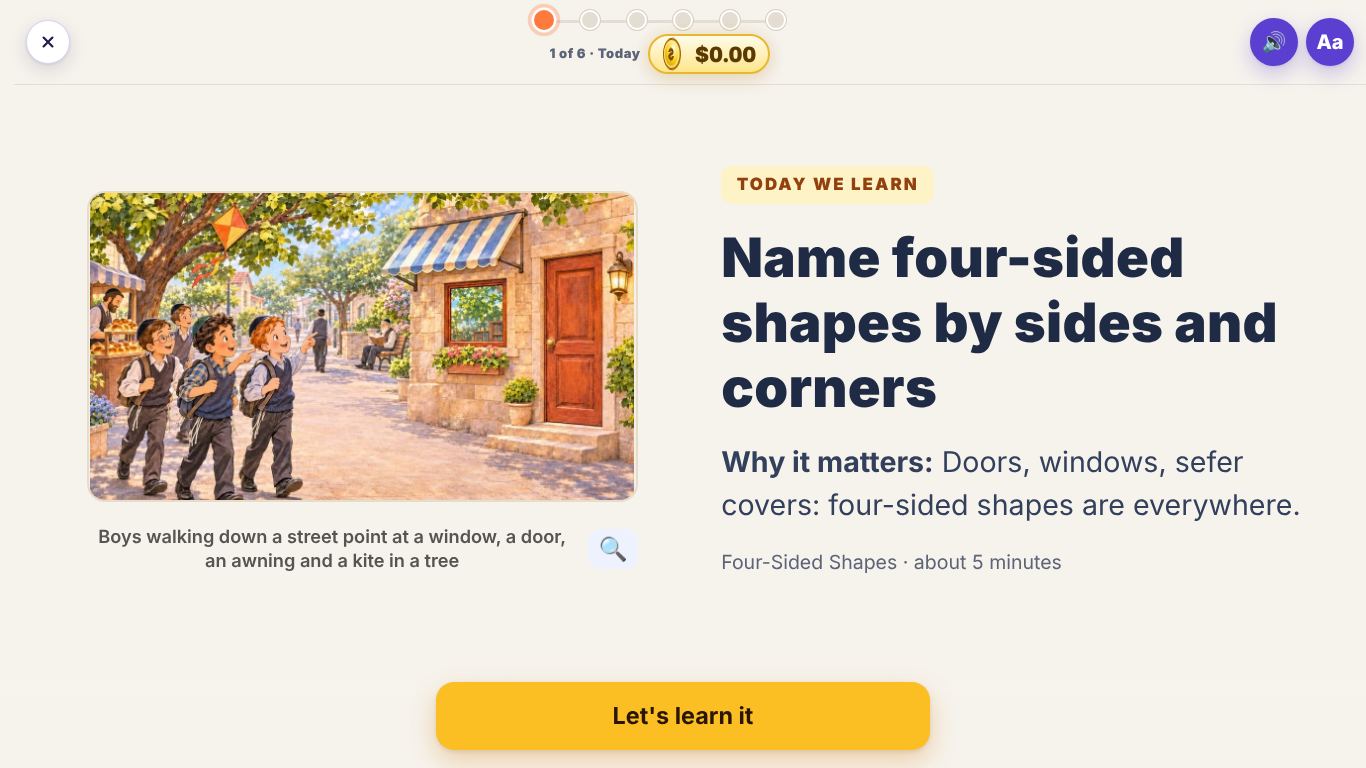 1 of 6 · Today
$0.00
Aa
TODAY WE LEARN
Name four-sided
shapes by sides and
corners
Why it matters: Doors, windows, sefer
covers: four-sided shapes are everywhere.
Four-Sided Shapes · about 5 minutes
Boys walking down a street point at a window, a door,
an awning and a kite in a tree
Let's learn it